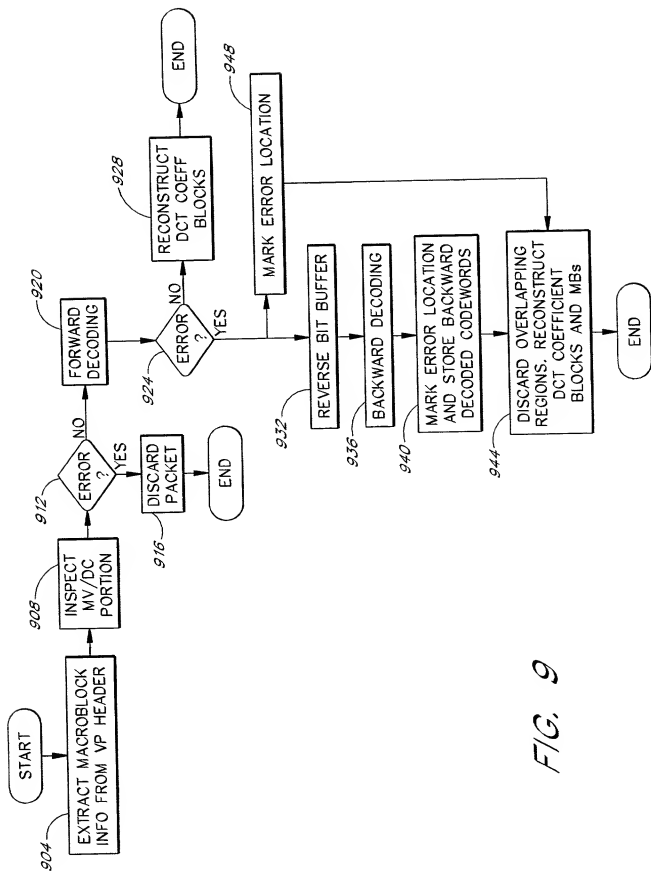 START
904
EXTRACT MACROBLOCK
INFO FROM VP HEADER
908
INSPECT
MV/DC
PORTION
912
ERROR
?
YES
NO
916
DISCARD
PACKET
END
920
FORWARD
DECODING
924
ERROR
?
NO
YES
928
RECONSTRUCT
DCT COEFF
BLOCKS
END
948
MARK ERROR LOCATION
932
REVERSE BIT BUFFER
936
BACKWARD DECODING
940
MARK ERROR LOCATION
AND STORE BACKWARD
DECODED CODEWORDS
944
DISCARD OVERLAPPING
REGIONS, RECONSTRUCT
DCT COEFFICIENT
BLOCKS AND MBs
END
FIG. 9